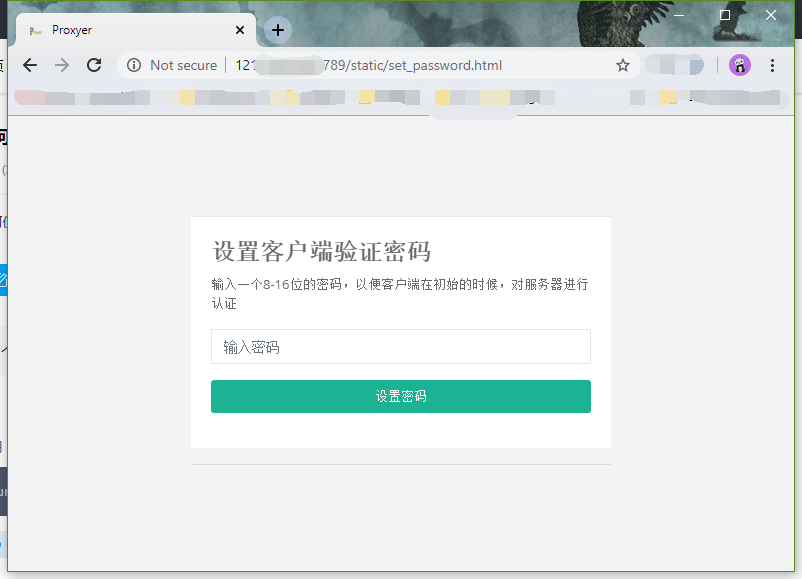 Proxyer
Not secure
121
789/static/set_password.html
设置客户端验证密码
输入一个8-16位的密码，以便客户端在初始的时候，对服务器进行
认证
输入密码
设置密码